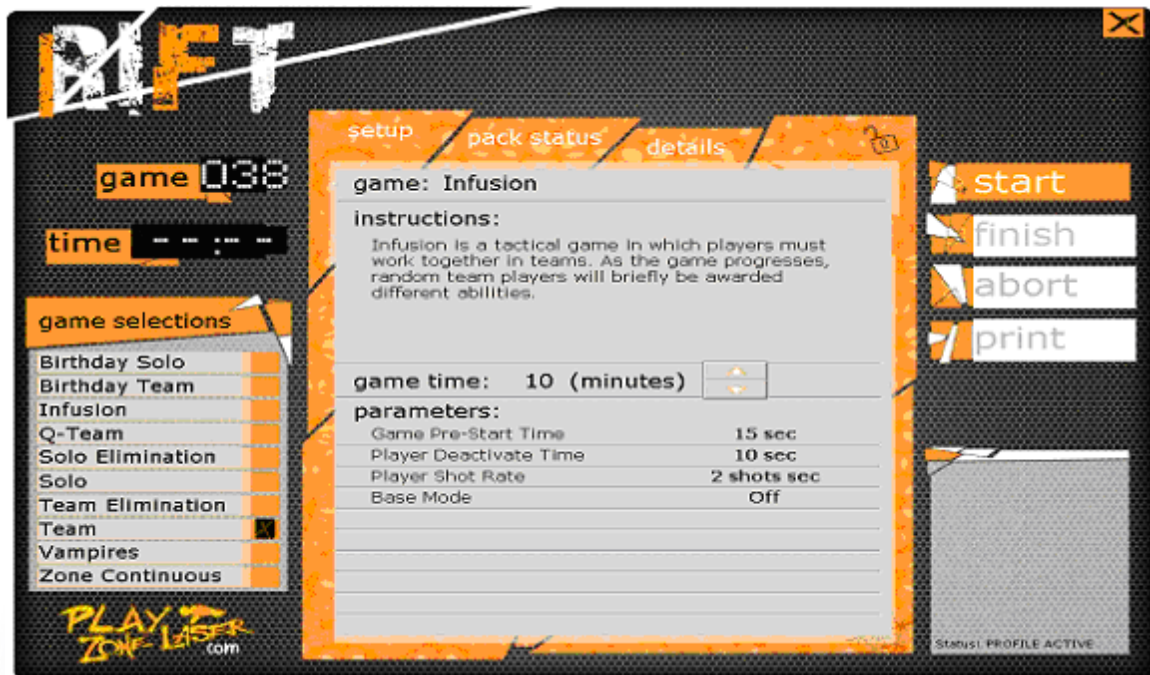 RIFT
X
setup
pack status
details
game 038
game: Infusion
start
instructions:
time --:--
Infusion is a tactical game in which players must
work together in teams. As the game progresses,
random team players will briefly be awarded
different abilities.
finish
abort
print
game selections
Birthday Solo
Birthday Team
Infusion
Q-Team
Solo Elimination
Solo
Team Elimination
Team
Vampires
Zone Continuous
game time: 10 (minutes)
parameters:
Game Pre-Start Time 15 sec
Player Deactivate Time 10 sec
Player Shot Rate 2 shots sec
Base Mode Off
PLAY
ZONE LASER
com
Status: PROFILE ACTIVE